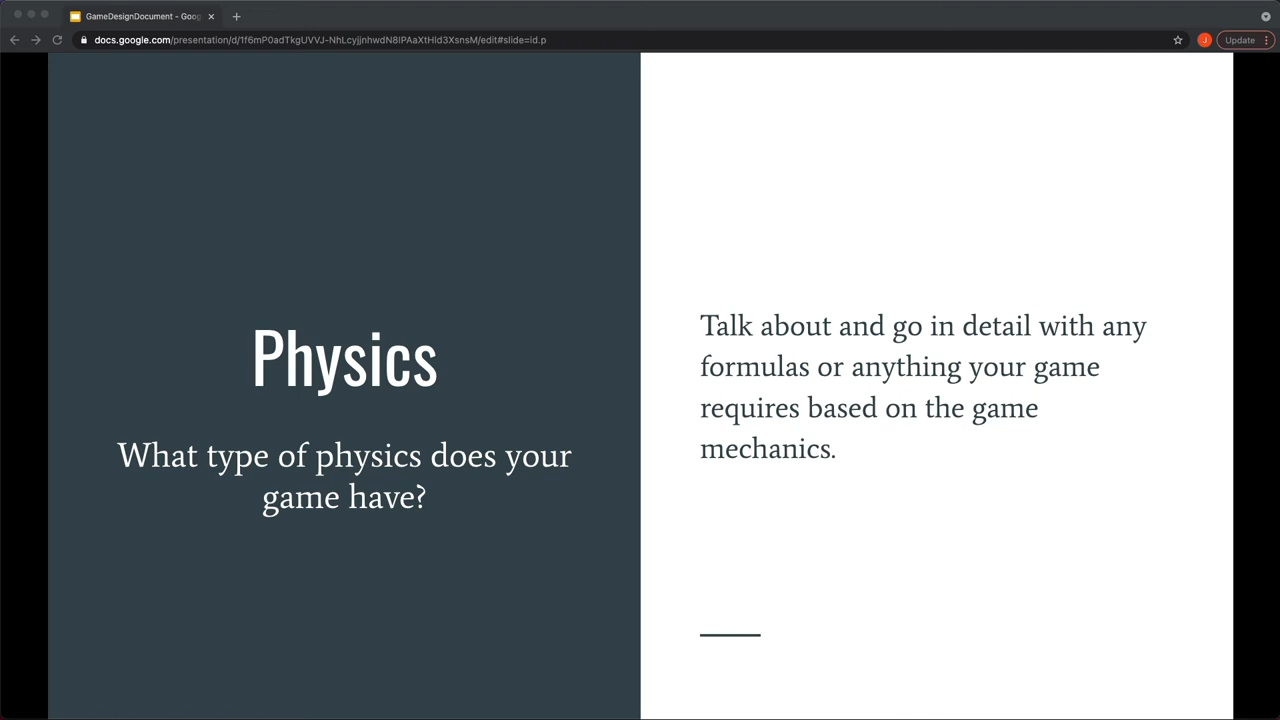 GameDesignDocument - Goog
docs.google.com/presentation/d/1f6mP0adTkgUVVJ-NhLcyjjnhwdN8IPAaXtHld3XsnsM/edit#slide=id.p
J
Update
Physics
What type of physics does your
game have?
Talk about and go in detail with any
formulas or anything your game
requires based on the game
mechanics.